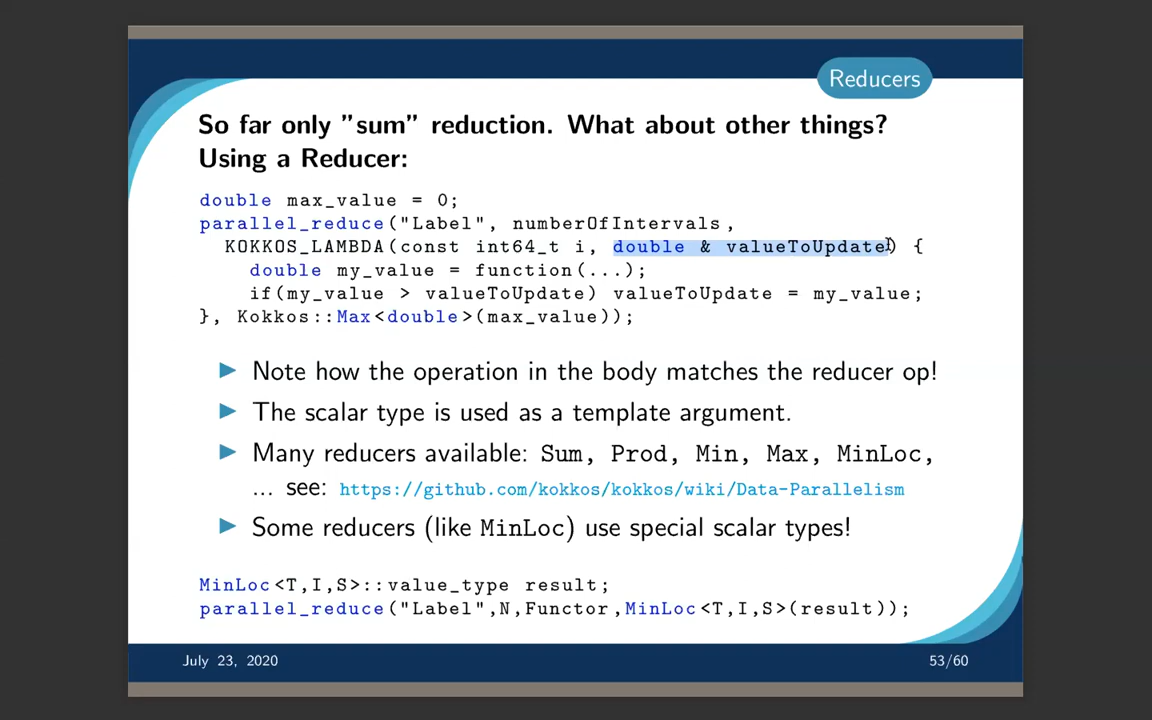 Reducers
So far only "sum" reduction. What about other things?
Using a Reducer:
double max_value = 0;
parallel_reduce("Label", numberOfIntervals,
KOKKOS_LAMBDA(const int64_t i, double & valueToUpdate) {
double my_value = function(...);
if(my_value > valueToUpdate) valueToUpdate = my_value;
}, Kokkos::Max<double>(max_value));
▶ Note how the operation in the body matches the reducer op!
▶ The scalar type is used as a template argument.
▶ Many reducers available: Sum, Prod, Min, Max, MinLoc,
... see: https://github.com/kokkos/kokkos/wiki/Data-Parallelism
▶ Some reducers (like MinLoc) use special scalar types!
MinLoc<T,I,S>::value_type result;
parallel_reduce("Label",N,Functor,MinLoc<T,I,S>(result));
July 23, 2020
53/60